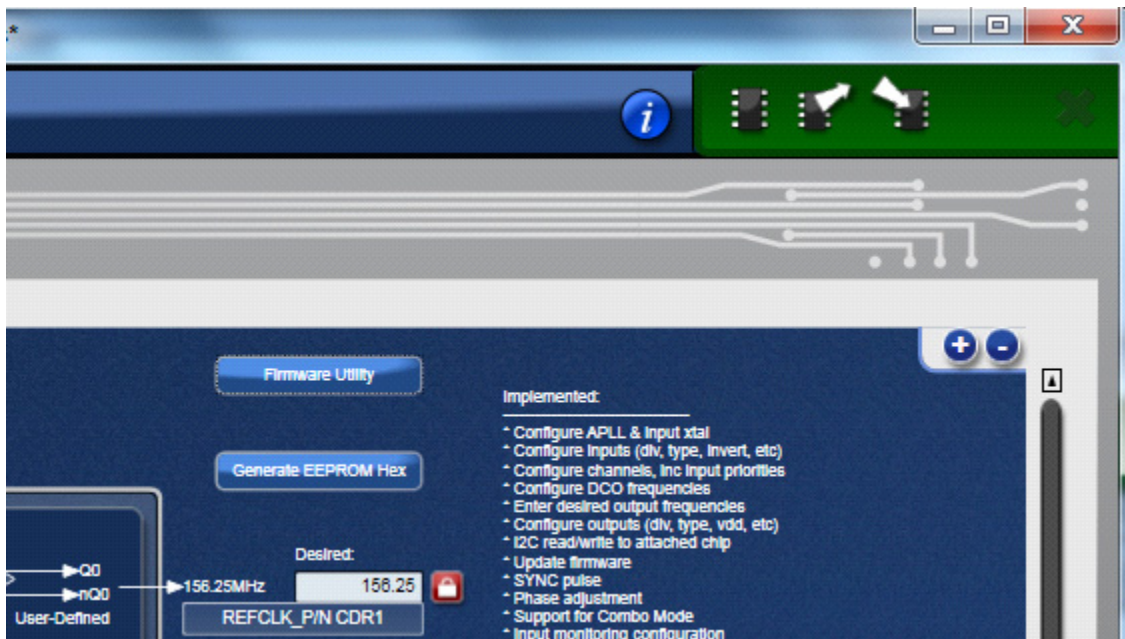 .*
i
Firmware Utility
Implemented:
* Configure APLL & input xtal
* Configure inputs (div, type, invert, etc)
Generate EEPROM Hex
* Configure channels, inc input priorities
* Configure DCO frequencies
* Enter desired output frequencies
* Configure outputs (div, type, vdd, etc)
* I2C read/write to attached chip
Desired:
* Update firmware
Q0
* SYNC pulse
156.25MHz
156.25
nQ0
* Phase adjustment
User-Defined
REFCLK_P/N CDR1
* Support for Combo Mode
* Input monitoring configuration